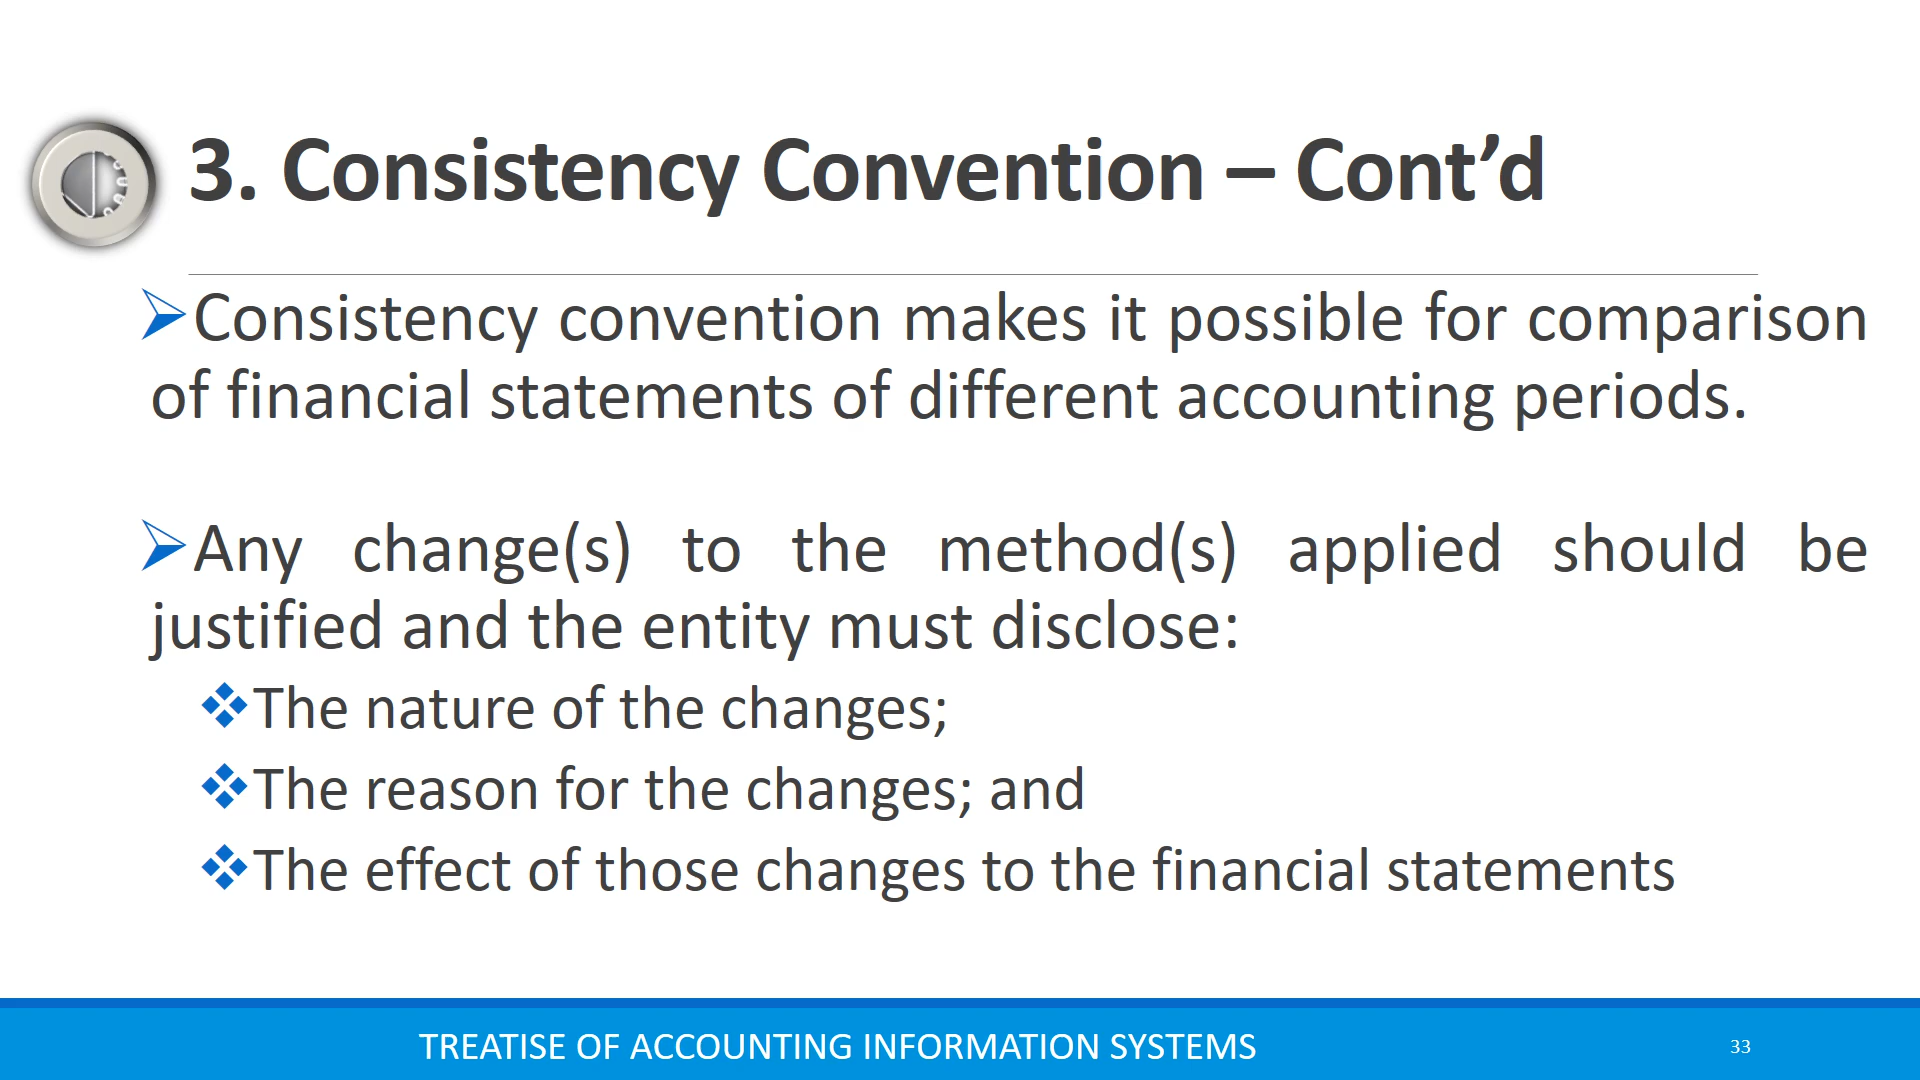 3. Consistency Convention – Cont’d
➢Consistency convention makes it possible for comparison
of financial statements of different accounting periods.
➢Any change(s) to the method(s) applied should be
justified and the entity must disclose:
❖The nature of the changes;
❖The reason for the changes; and
❖The effect of those changes to the financial statements
TREATISE OF ACCOUNTING INFORMATION SYSTEMS
33